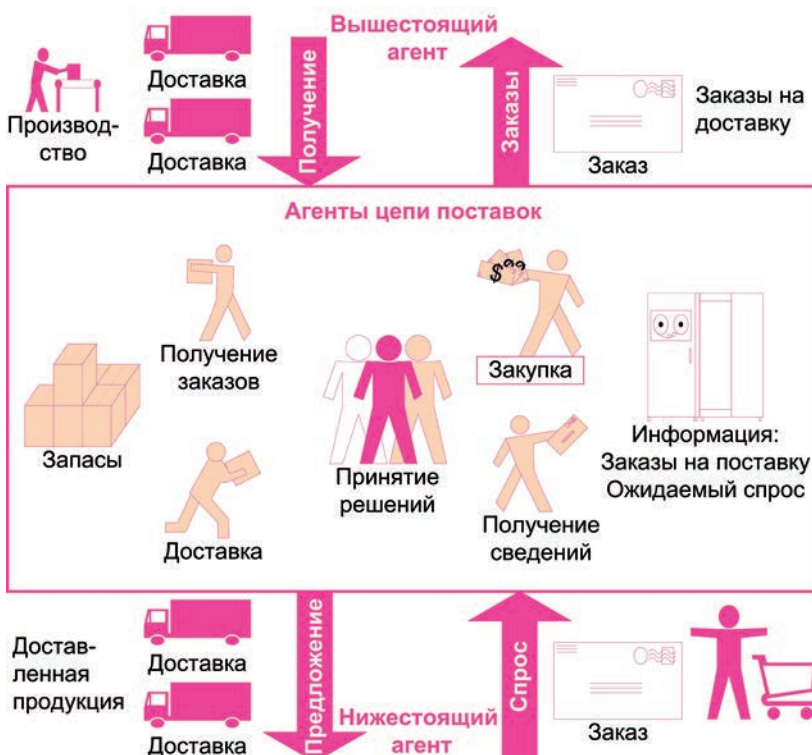 Вышестоящий
агент
Доставка
Доставка
Производ-
ство
Получение
Заказы
Заказ
Заказы на
доставку
Агенты цепи поставок
Получение
заказов
Запасы
Доставка
Принятие
решений
$
Закупка
Получение
сведений
Информация:
Заказы на поставку
Ожидаемый спрос
Достав-
ленная
продукция
Доставка
Доставка
Предложение
Нижестоящий
агент
Спрос
Заказ